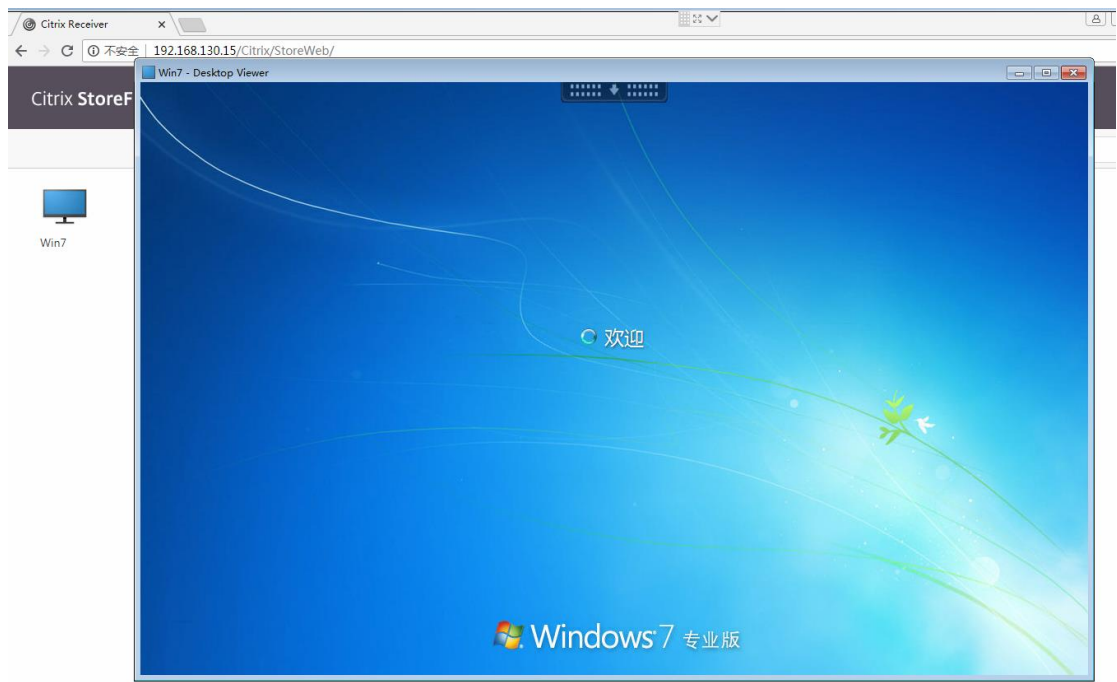 Citrix Receiver
不安全 | 192.168.130.15/Citrix/StoreWeb/
Win7 - Desktop Viewer
Citrix StoreF
Win7
欢迎
Windows 7 专业版